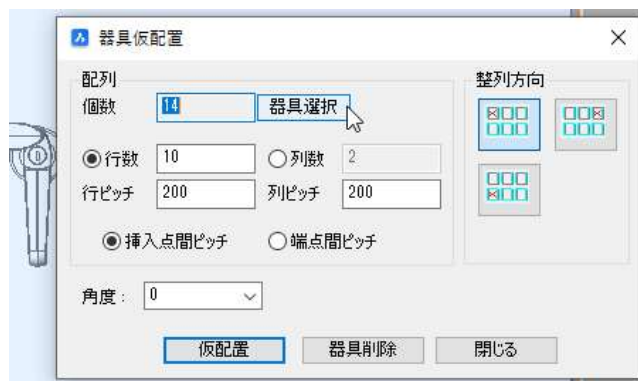 器具仮配置
配列
個数 14 器具選択
行数 10 列数 2
行ピッチ 200 列ピッチ 200
挿入点間ピッチ 端点間ピッチ
整列方向
角度： 0
仮配置 器具削除 閉じる